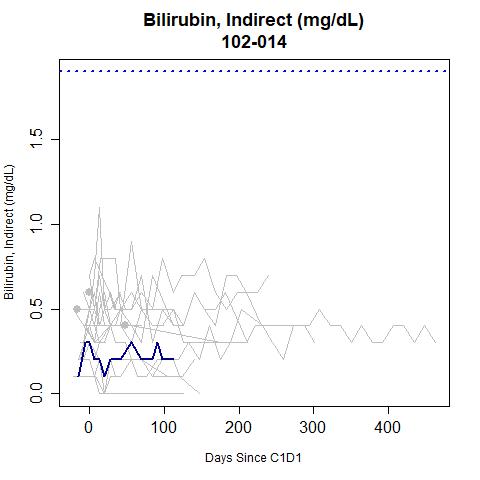 Bilirubin, Indirect (mg/dL)
102-014
Bilirubin, Indirect (mg/dL)
1.5
1.0
0.5
0.0
0 100 200 300 400
Days Since C1D1